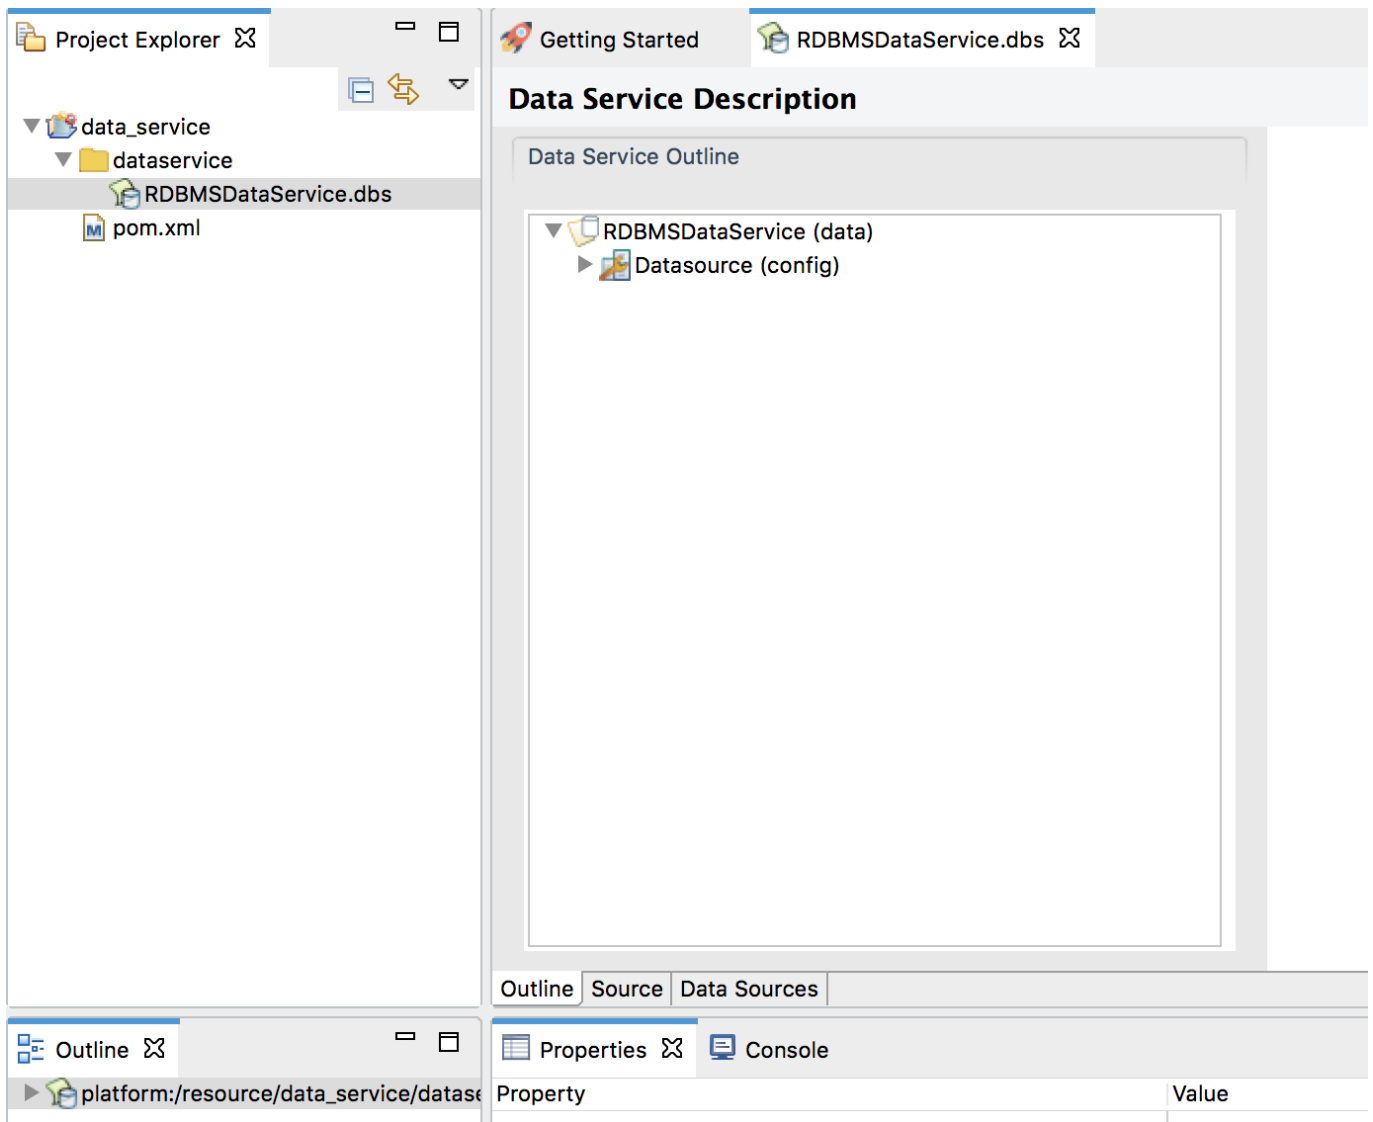 Project Explorer
data_service
dataservice
RDBMSDataService.dbs
M pom.xml
Getting Started
RDBMSDataService.dbs
Data Service Description
Data Service Outline
RDBMSDataService (data)
Datasource (config)
Outline Source Data Sources
Outline
platform:/resource/data_service/datase
Properties Console
Property Value